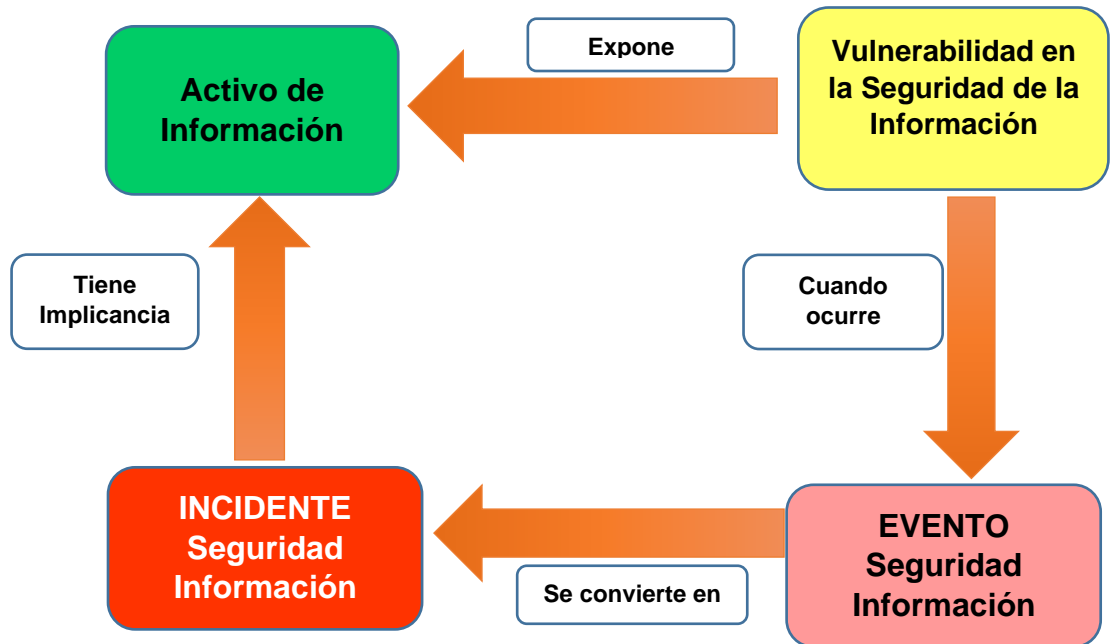 Activo de
Información
Expone
Vulnerabilidad en
la Seguridad de la
Información
Tiene
Implicancia
Cuando
ocurre
INCIDENTE
Seguridad
Información
Se convierte en
EVENTO
Seguridad
Información